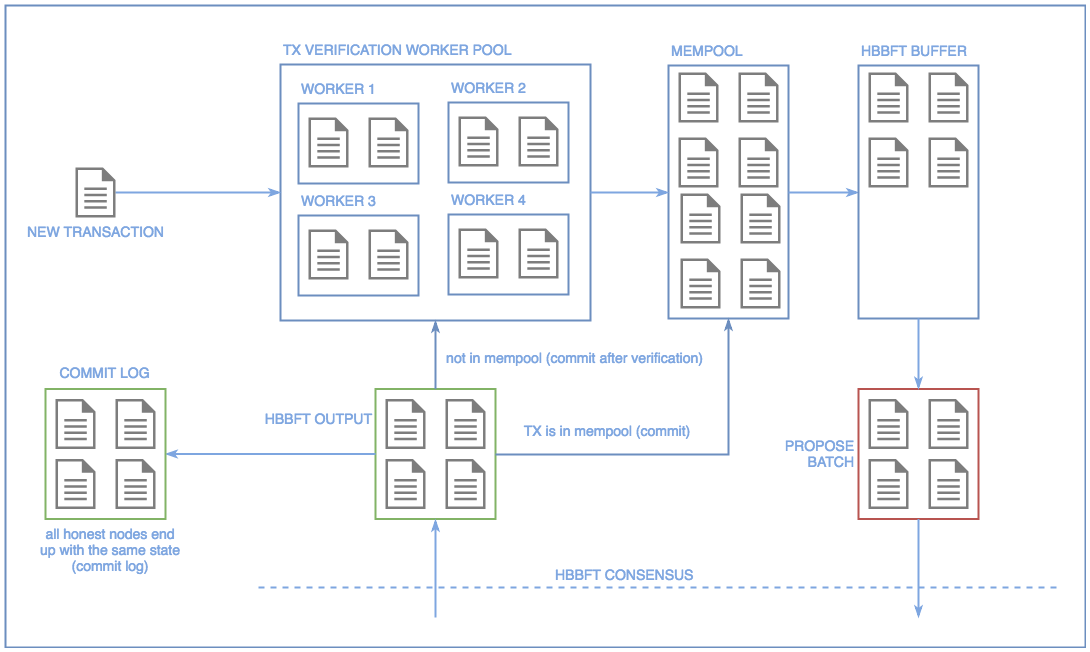 TX VERIFICATION WORKER POOL
MEMPOOL
HBBFT BUFFER
WORKER 1
WORKER 2
WORKER 3
WORKER 4
NEW TRANSACTION
not in mempool (commit after verification)
COMMIT LOG
HBBFT OUTPUT
TX is in mempool (commit)
PROPOSE
BATCH
all honest nodes end
up with the same state
(commit log)
HBBFT CONSENSUS